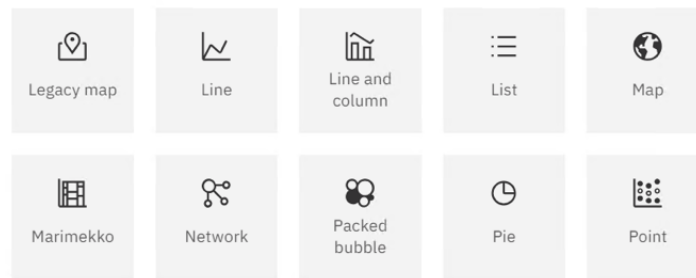 Legacy map
Line
Line and
column
List
Map
Marimekko
Network
Packed
bubble
Pie
Point